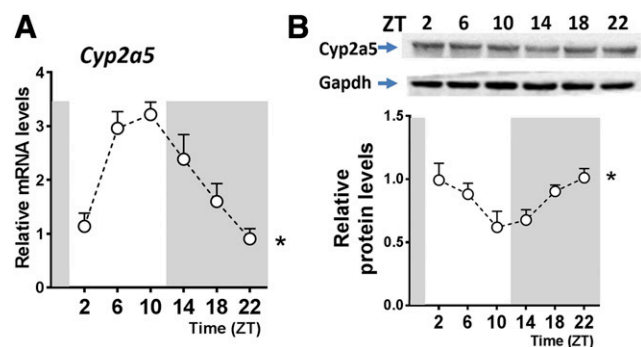 A
Cyp2a5
Relative mRNA levels
4
3
2
1
0
2 6 10 14 18 22
Time (ZT)
*
B
ZT 2 6 10 14 18 22
Cyp2a5
Gapdh
Relative
protein levels
1.5
1.0
0.5
0.0
2 6 10 14 18 22
Time (ZT)
*